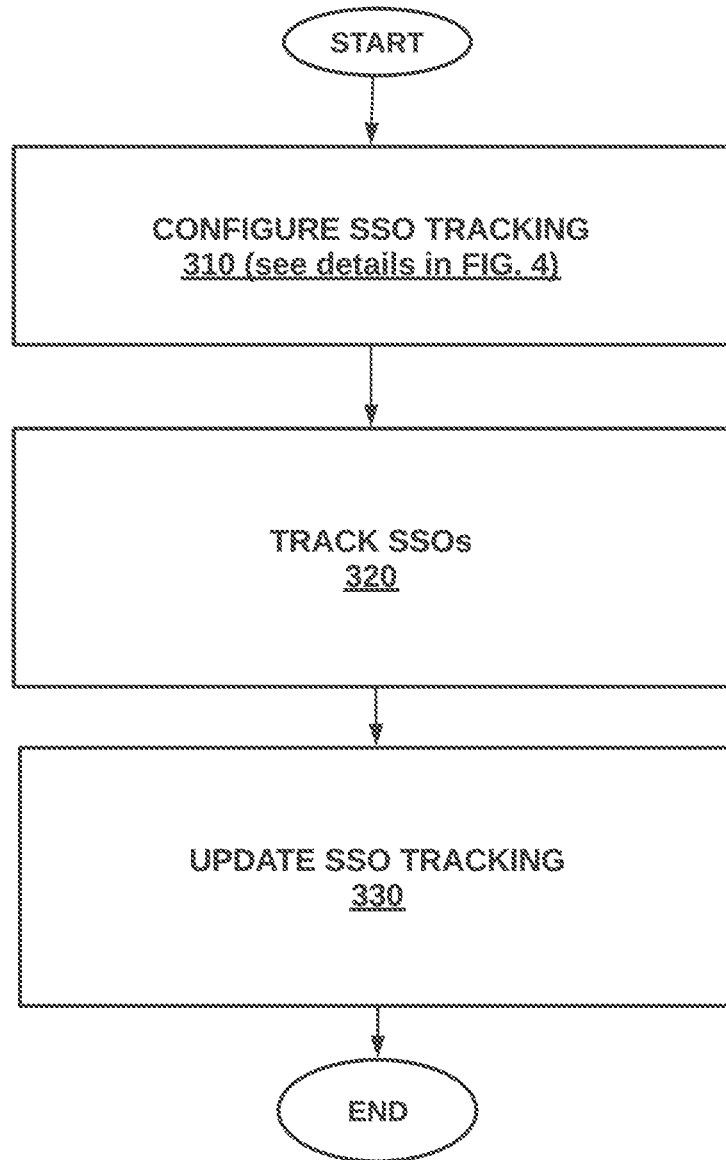 START
CONFIGURE SSO TRACKING
310 (see details in FIG. 4)
TRACK SSOs
320
UPDATE SSO TRACKING
330
END